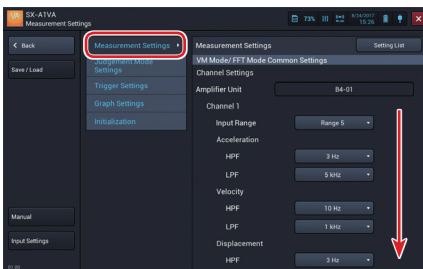 VA
SX-A1VA
Measurement Settings
73%
8/24/2017
15:26
< Back
Save / Load
Manual
Input Settings
Measurement Settings
Judgement Mode
Settings
Trigger Settings
Graph Settings
Initialization
Measurement Settings
Setting List
VM Mode/ FFT Mode Common Settings
Channel Settings
Amplifier Unit
B4-01
Channel 1
Input Range
Range 5
Acceleration
HPF
3 Hz
LPF
5 kHz
Velocity
HPF
10 Hz
LPF
1 kHz
Displacement
HPF
3 Hz